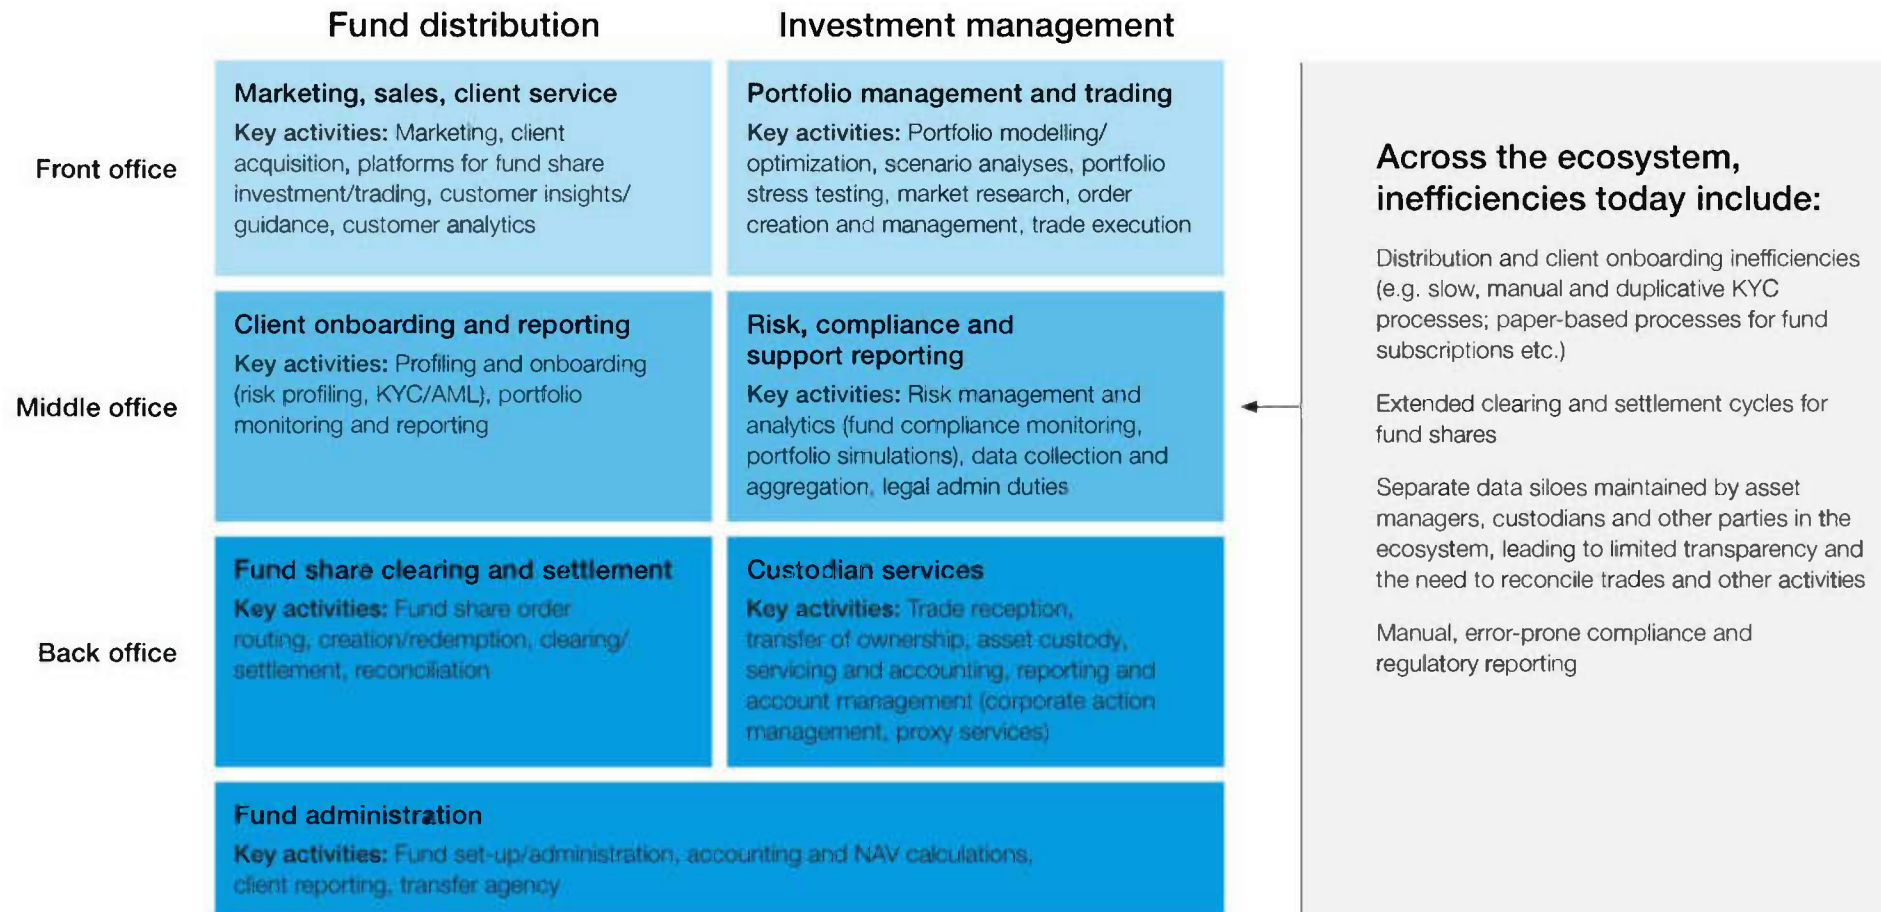 Fund distribution
Investment management
Front office
Marketing, sales, client service
Key activities: Marketing, client
acquisition, platforms for fund share
investment/trading, customer insights/
guidance, customer analytics
Portfolio management and trading
Key activities: Portfolio modelling/
optimization, scenario analyses, portfolio
stress testing, market research, order
creation and management, trade execution
Middle office
Client onboarding and reporting
Key activities: Profiling and onboarding
(risk profiling, KYC/AML), portfolio
monitoring and reporting
Risk, compliance and
support reporting
Key activities: Risk management and
analytics (fund compliance monitoring,
portfolio simulations), data collection and
aggregation, legal admin duties
Back office
Fund share clearing and settlement
Key activities: Fund share order
routing, creation/redemption, clearing/
settlement, reconciliation
Custodian services
Key activities: Trade reception,
transfer of ownership, asset custody,
servicing and accounting, reporting and
account management (corporate action
management, proxy services)
Fund administration
Key activities: Fund set-up/administration, accounting and NAV calculations,
client reporting, transfer agency
Across the ecosystem,
inefficiencies today include:
Distribution and client onboarding inefficiencies
(e.g. slow, manual and duplicative KYC
processes; paper-based processes for fund
subscriptions etc.)
Extended clearing and settlement cycles for
fund shares
Separate data siloes maintained by asset
managers, custodians and other parties in the
ecosystem, leading to limited transparency and
the need to reconcile trades and other activities
Manual, error-prone compliance and
regulatory reporting